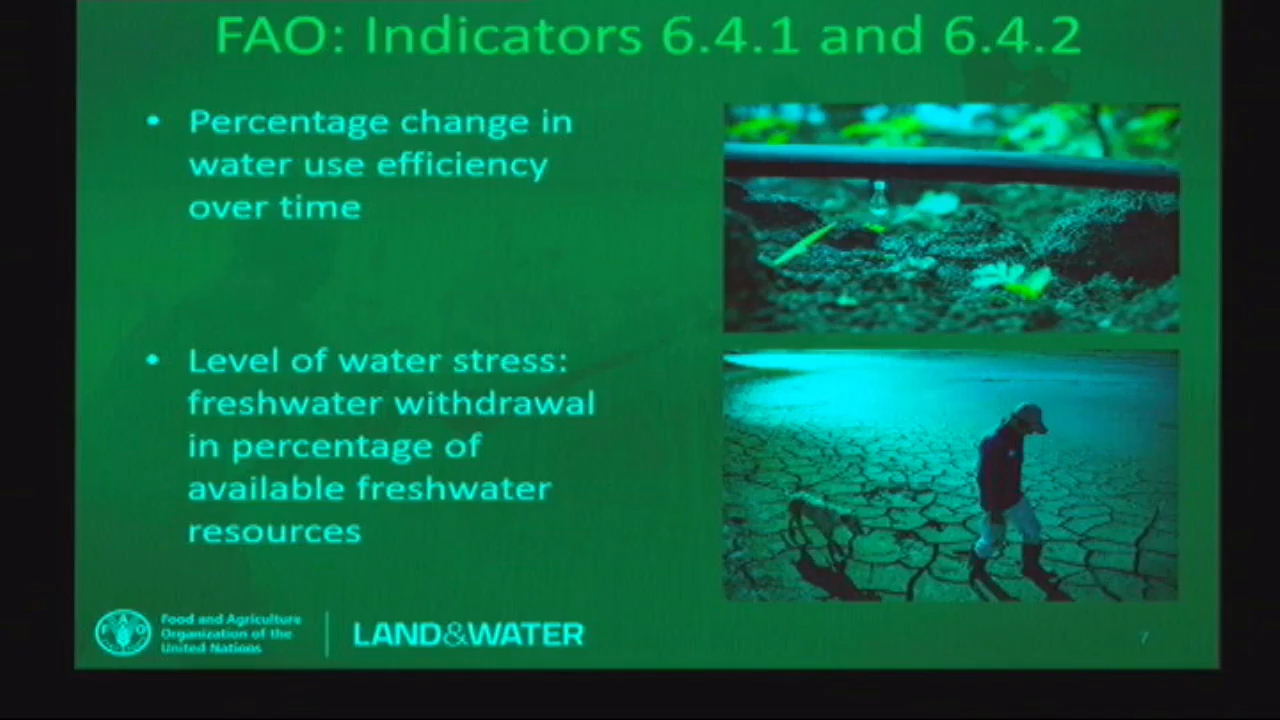 FAO: Indicators 6.4.1 and 6.4.2
• Percentage change in
water use efficiency
over time
• Level of water stress:
freshwater withdrawal
in percentage of
available freshwater
resources
FAO
Food and Agriculture
Organization of the
United Nations
LAND&WATER
7